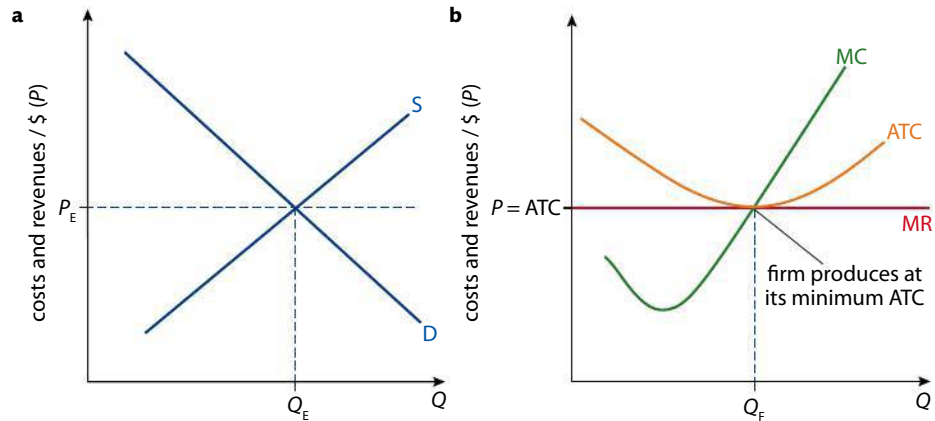 a
costs and revenues / $ (P)
S
P_E
D
Q_E
Q
b
costs and revenues / $ (P)
MC
ATC
P = ATC
MR
firm produces at
its minimum ATC
Q_F
Q